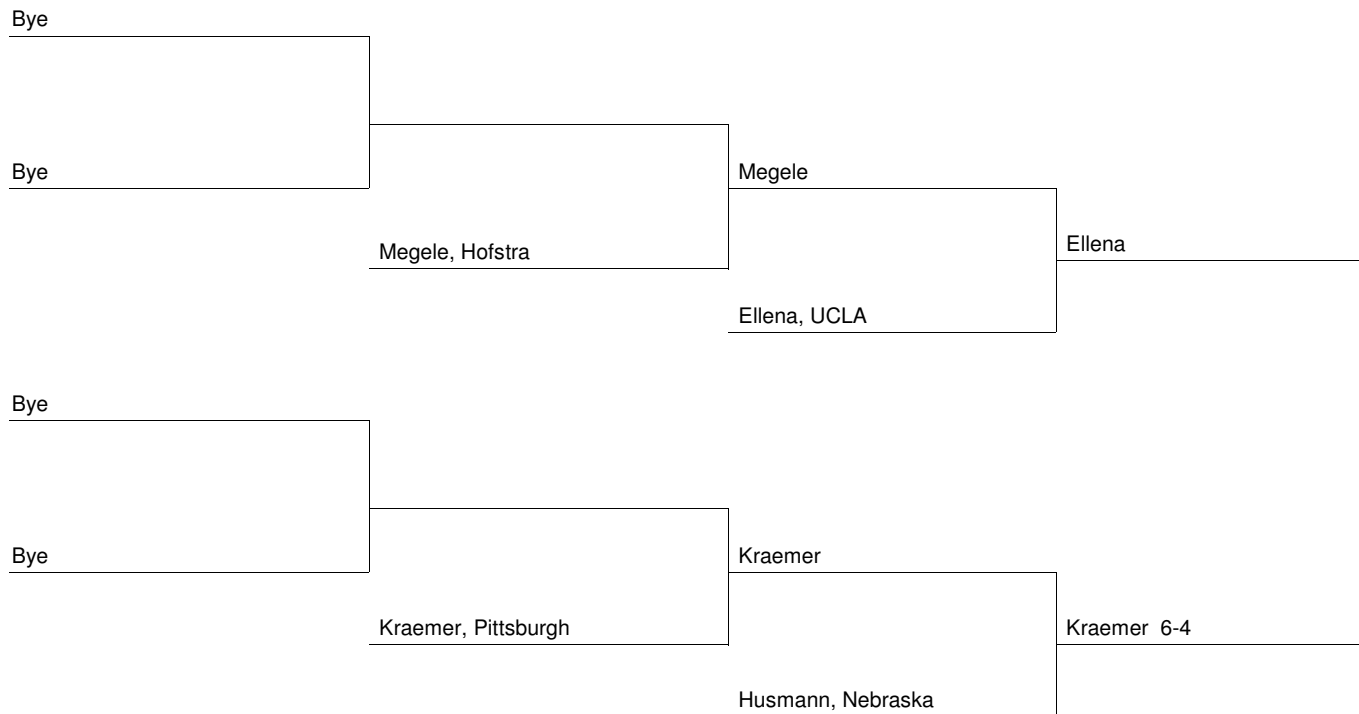 Bye
Bye
Megele
Megele, Hofstra
Ellena
Ellena, UCLA
Bye
Bye
Kraemer
Kraemer, Pittsburgh
Kraemer 6-4
Husmann, Nebraska